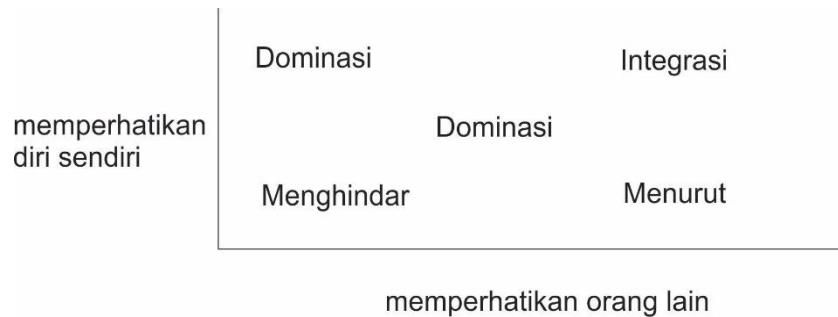 Dominasi
Integrasi
memperhatikan
diri sendiri
Dominasi
Menghindar
Menurut
memperhatikan orang lain